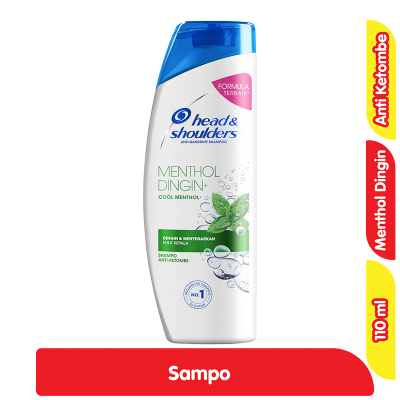 FORMULA
TERBAIK
head &
shoulders
ANTI-DANDRUFF SHAMPOO
MENTHOL
DINGIN+
COOL MENTHOL+
DINGIN & MENYEGARKAN
KULIT KEPALA
SHAMPO
ANTI-KETOMBE
NO.1
Anti Ketombe
Menthol Dingin
110 ml
Sampo